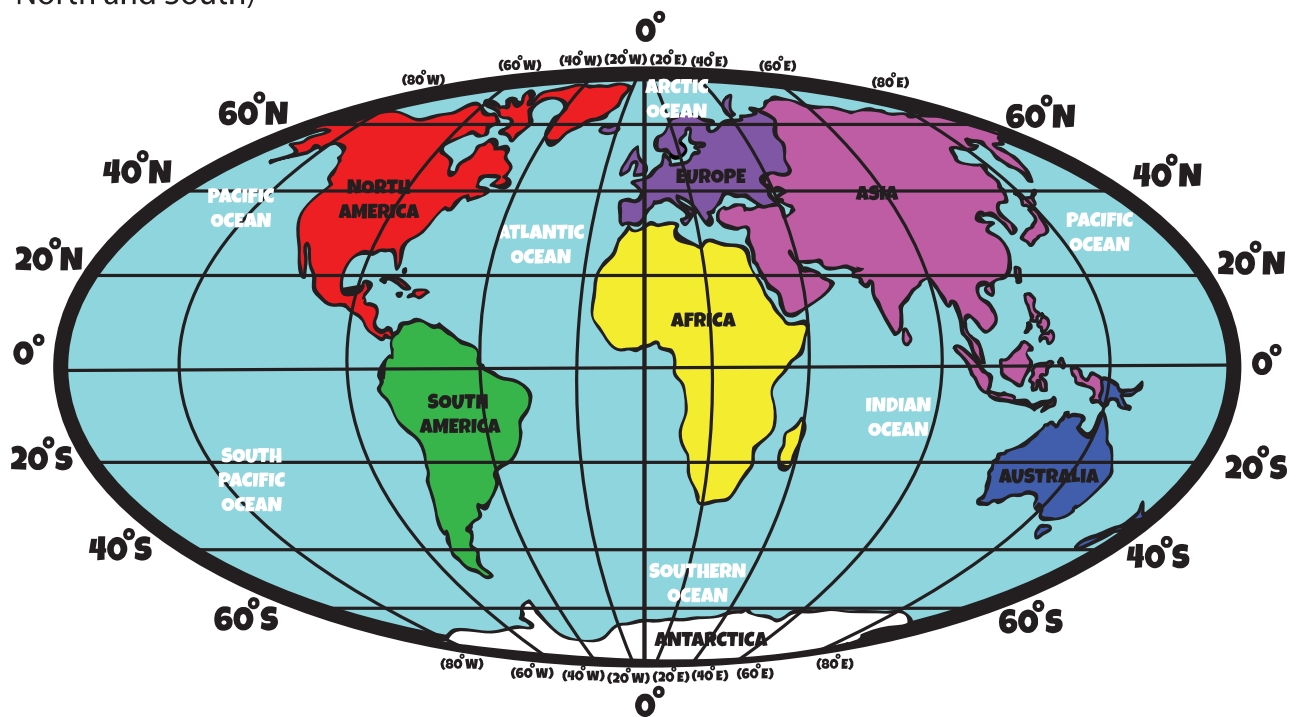 North and South)
0°
(80°W) (60°W) (40°W) (20°W) (20°E) (40°E) (60°E) (80°E)
60°N
60°N
40°N
40°N
20°N
20°N
0°
0°
20°S
20°S
40°S
40°S
60°S
60°S
ARCTIC
OCEAN
PACIFIC
OCEAN
NORTH
AMERICA
ATLANTIC
OCEAN
EUROPE
ASIA
PACIFIC
OCEAN
AFRICA
SOUTH
AMERICA
INDIAN
OCEAN
SOUTH
PACIFIC
OCEAN
AUSTRALIA
SOUTHERN
OCEAN
ANTARCTICA
(80°W) (60°W) (40°W) (20°W) (20°E) (40°E) (60°E) (80°E)
0°